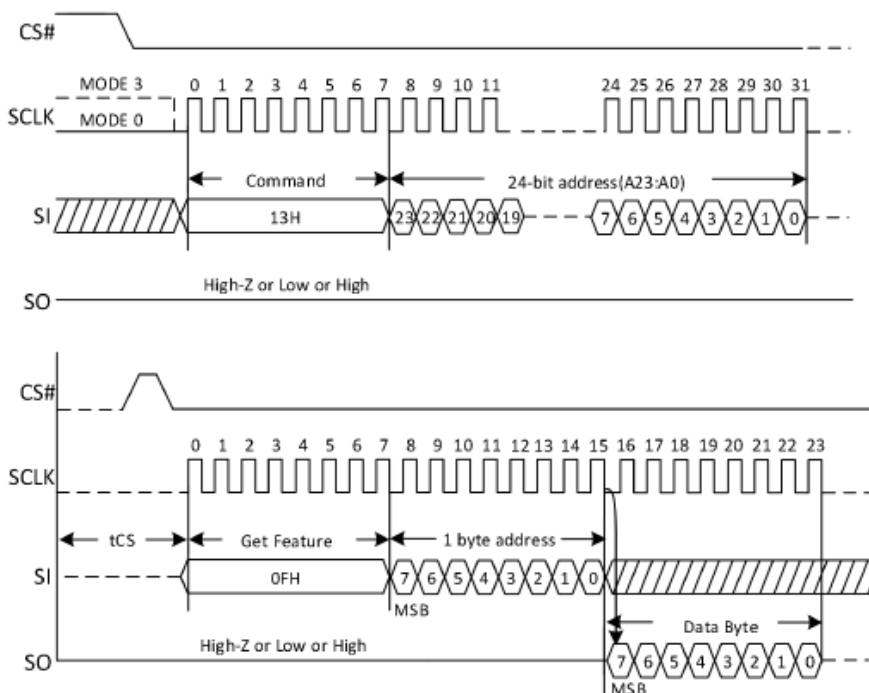 CS#
MODE 3
0 1 2 3 4 5 6 7 8 9 10 11 24 25 26 27 28 29 30 31
SCLK
MODE 0
Command
24-bit address(A23:A0)
SI
13H
23 22 21 20 19 7 6 5 4 3 2 1 0
High-Z or Low or High
SO
CS#
0 1 2 3 4 5 6 7 8 9 10 11 12 13 14 15 16 17 18 19 20 21 22 23
SCLK
tCS
Get Feature
1 byte address
SI
0FH
7 6 5 4 3 2 1 0
MSB
Data Byte
High-Z or Low or High
SO
7 6 5 4 3 2 1 0
MSB